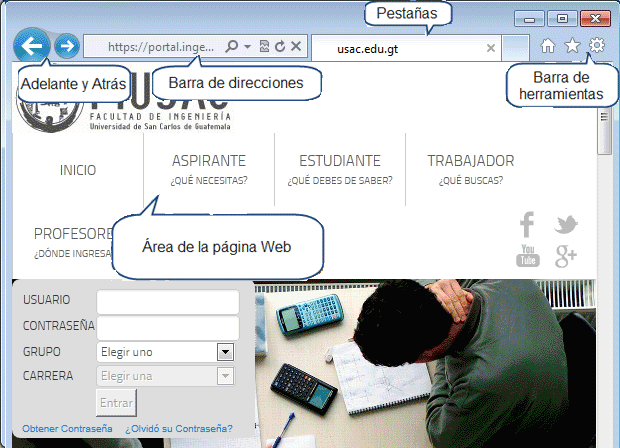 Pestañas
https://portal.inge...
usac.edu.gt
Adelante y Atrás
Barra de direcciones
Barra de
herramientas
FACULTAD DE INGENIERÍA
Universidad de San Carlos de Guatemala
INICIO
ASPIRANTE
¿QUÉ NECESITAS?
ESTUDIANTE
¿QUÉ DEBES DE SABER?
TRABAJADOR
¿QUÉ BUSCAS?
PROFESORE
¿DÓNDE INGRESA
Área de la página Web
You
Tube
g+
USUARIO
CONTRASEÑA
GRUPO
Elegir uno
CARRERA
Elegir una
Entrar
Obtener Contraseña
¿Olvidó su Contraseña?